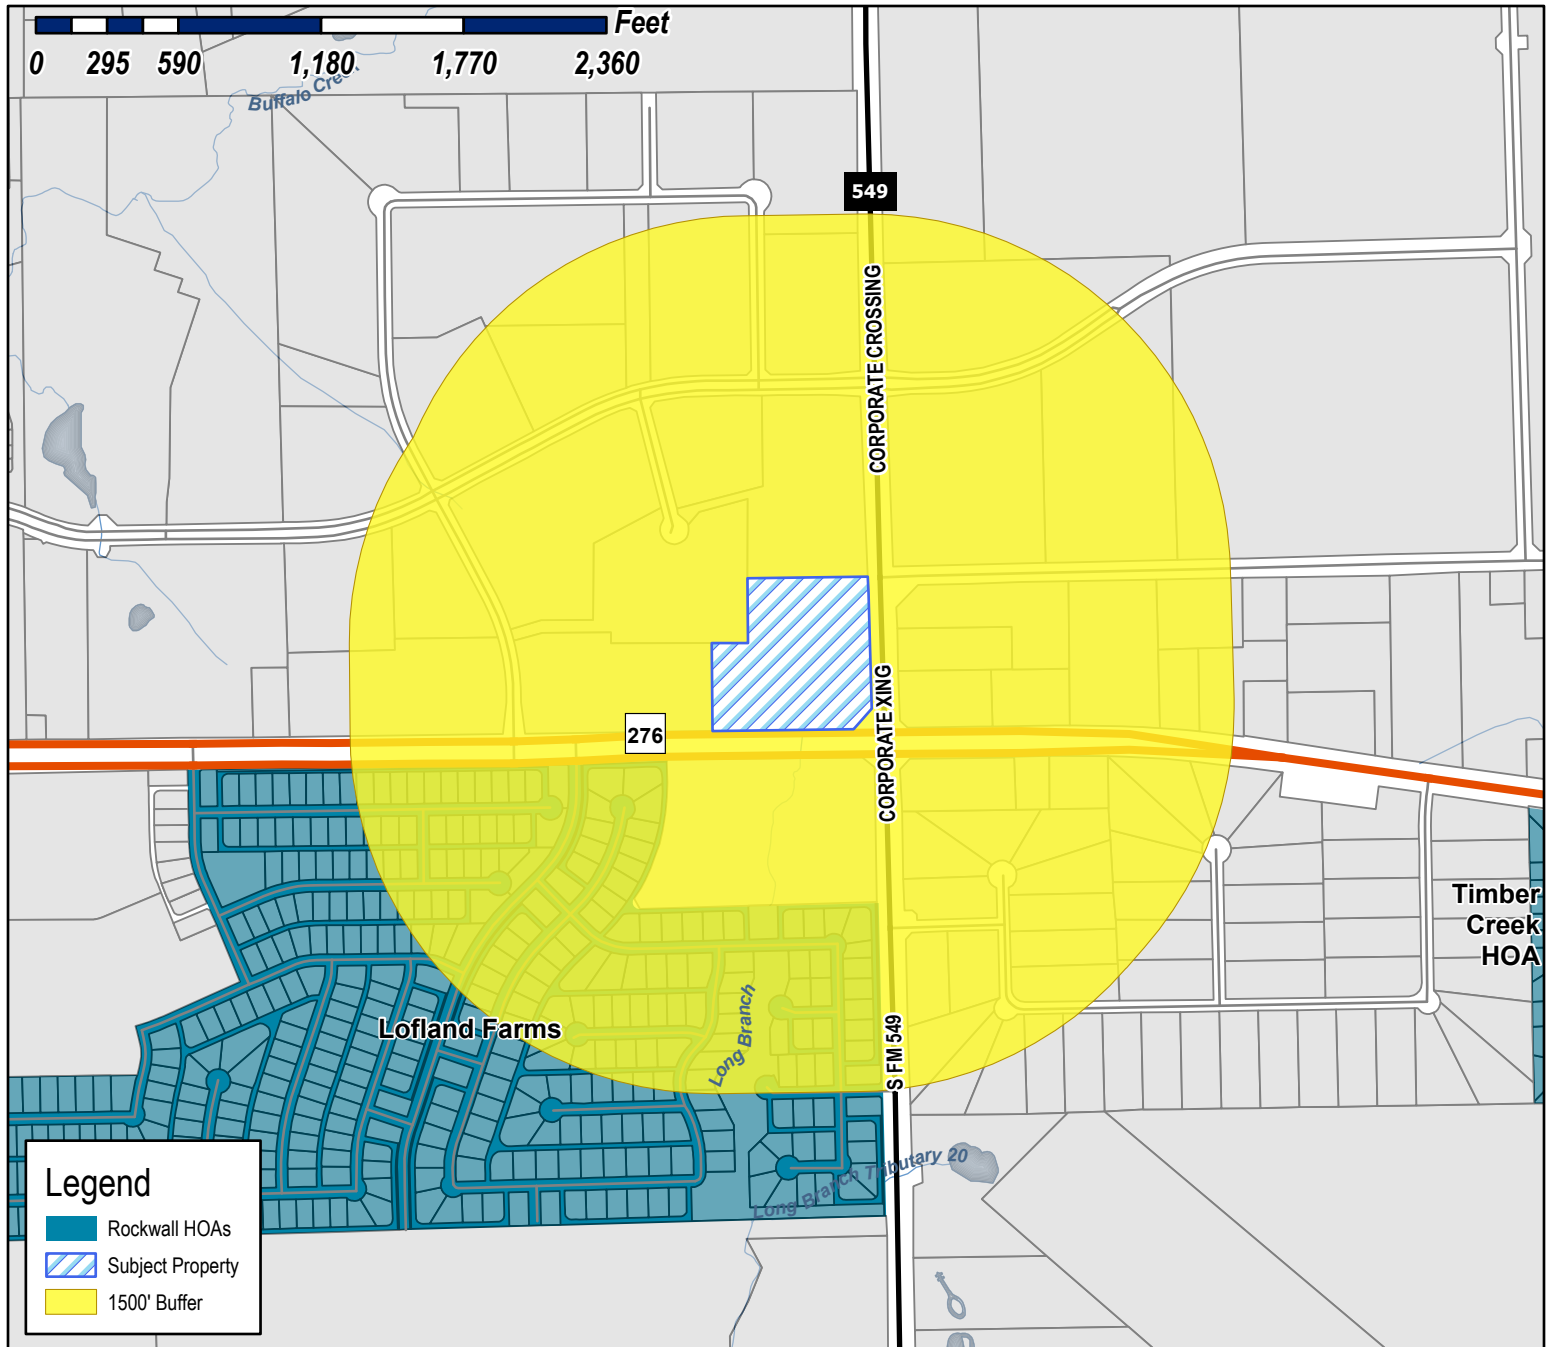 Feet
0 295 590 1,180 1,770 2,360
Buffalo Creek
549
CORPORATE CROSSING
CORPORATE XING
276
Timber
Creek
HOA
Lofland Farms
Long Branch
S FM 549
Long Branch Tributary 20
Legend
Rockwall HOAs
Subject Property
1500' Buffer